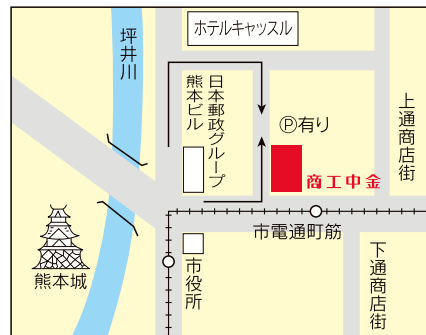 ホテルキャッスル
坪井川
日本郵政グループ
熊本ビル
Ⓟ有り
上通商店街
商工中金
市電通町筋
熊本城
市役所
下通商店街